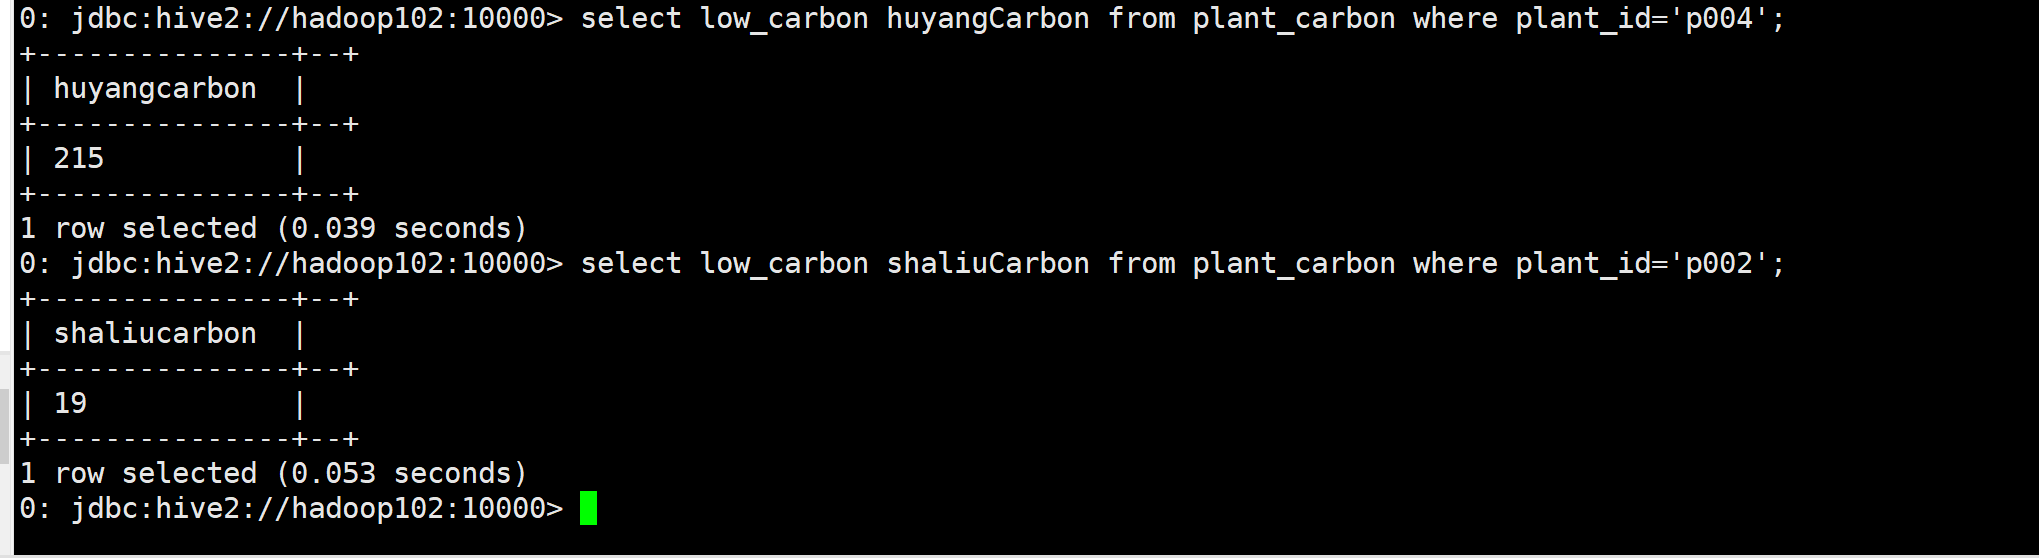 0: jdbc:hive2://hadoop102:10000> select low_carbon huyangCarbon from plant_carbon where plant_id='p004';
+---------------+--+
| huyangcarbon  |
+---------------+--+
| 215           |
+---------------+--+
1 row selected (0.039 seconds)
0: jdbc:hive2://hadoop102:10000> select low_carbon shaliuCarbon from plant_carbon where plant_id='p002';
+---------------+--+
| shaliucarbon  |
+---------------+--+
| 19            |
+---------------+--+
1 row selected (0.053 seconds)
0: jdbc:hive2://hadoop102:10000>